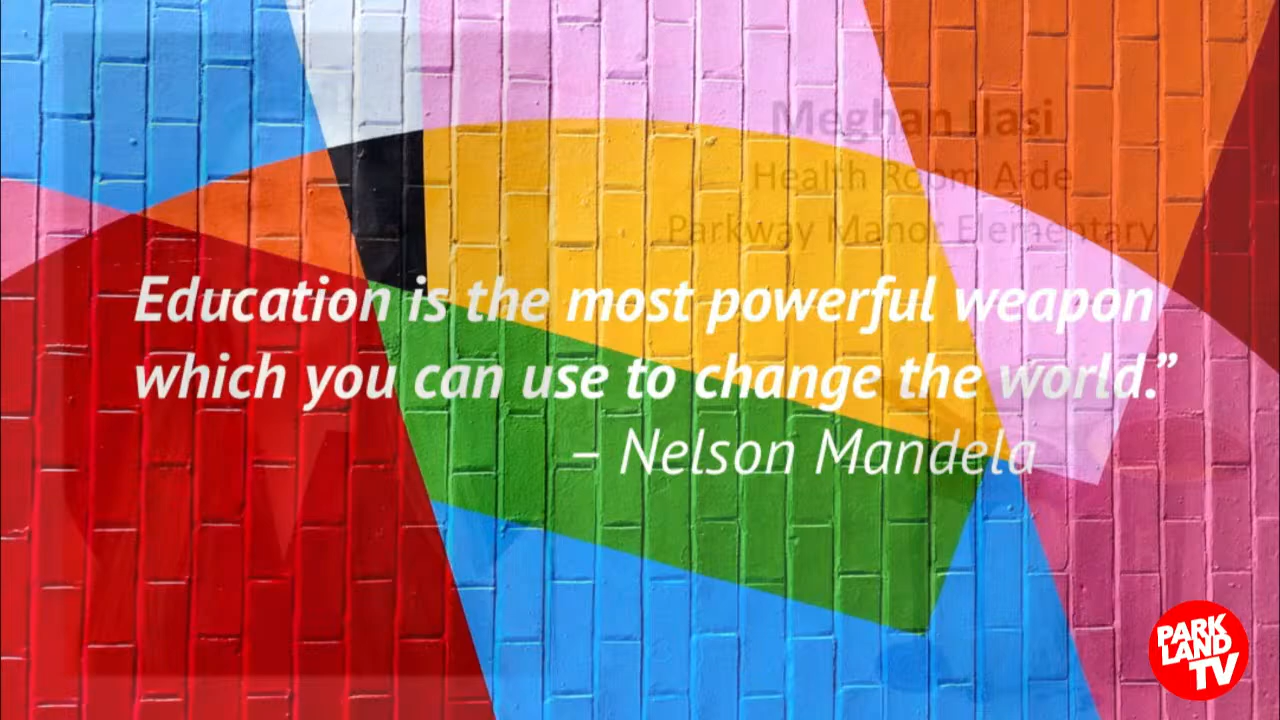 Meghan Ilasi
Health Room Aide
Parkway Manor Elementary
Education is the most powerful weapon
which you can use to change the world.”
– Nelson Mandela
PARK
LAND
TV